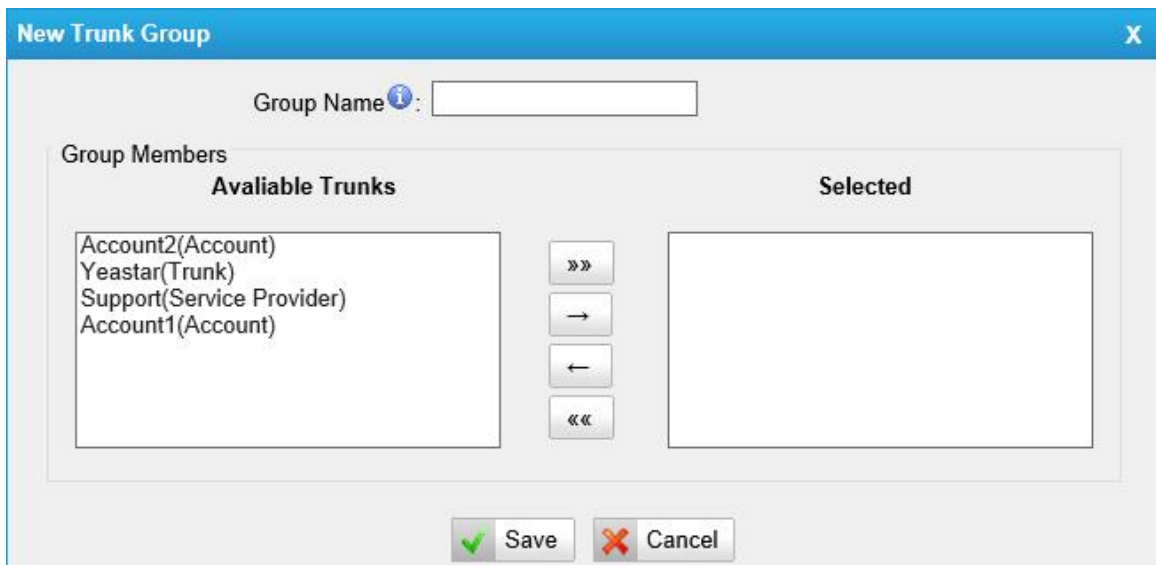 New Trunk Group X
Group Name i :
Group Members
Avaliable Trunks Selected
Account2(Account)
Yeastar(Trunk)
Support(Service Provider)
Account1(Account)
»»
→
←
««
Save Cancel